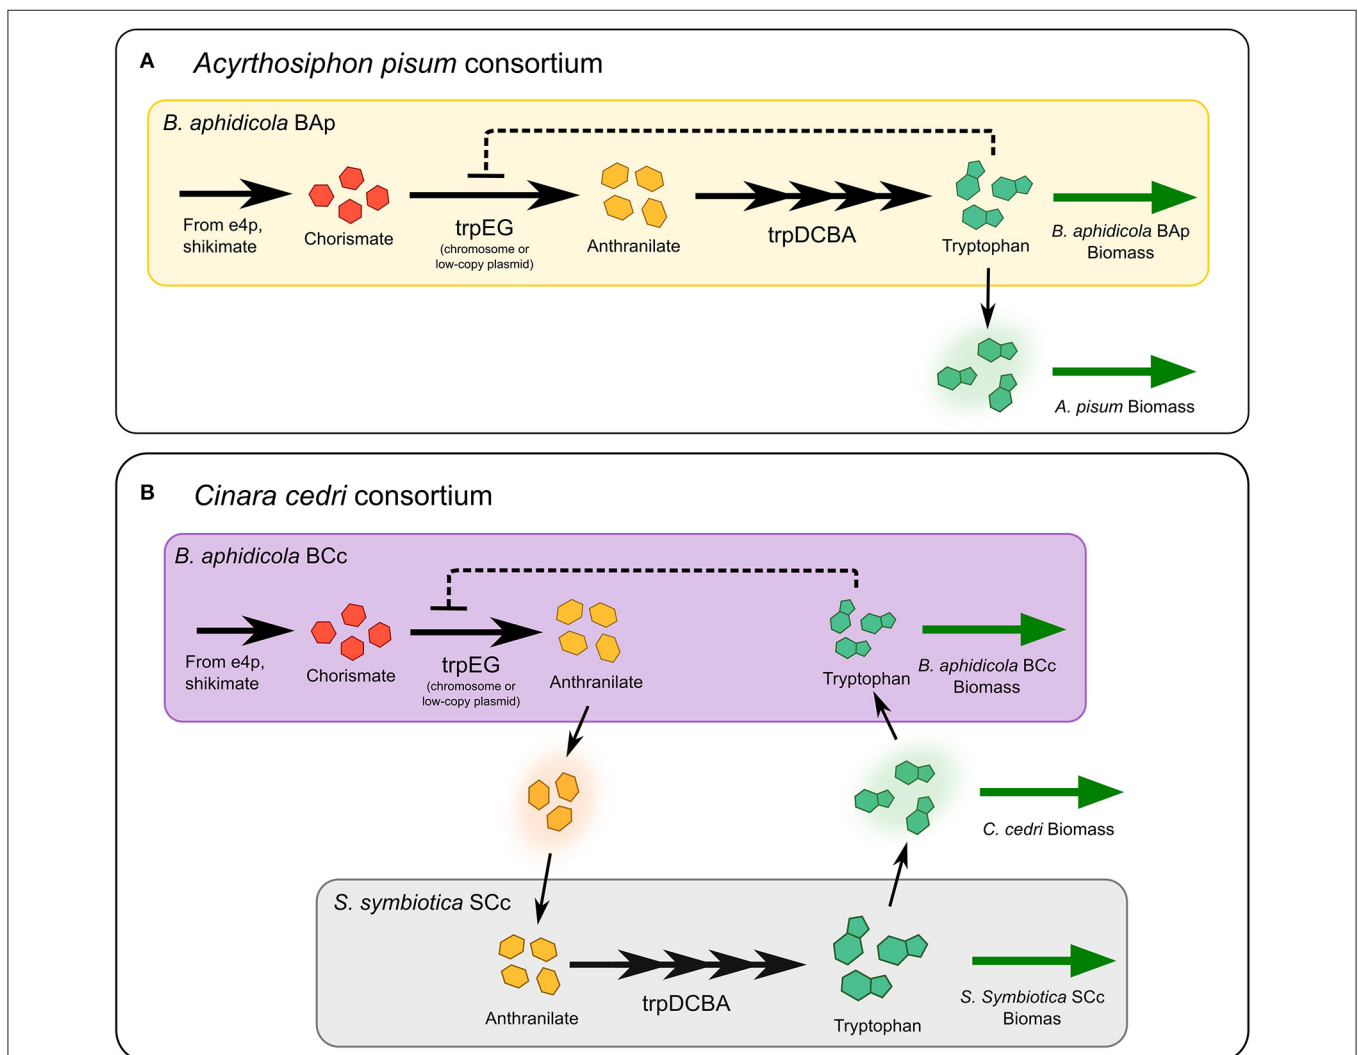 A Acyrthosiphon pisum consortium
B. aphidicola BAp
From e4p,
shikimate
Chorismate
trpEG
(chromosome or
low-copy plasmid)
Anthranilate
trpDCBA
Tryptophan
B. aphidicola BAp
Biomass
A. pisum Biomass
B Cinara cedri consortium
B. aphidicola BCc
From e4p,
shikimate
Chorismate
trpEG
(chromosome or
low-copy plasmid)
Anthranilate
Tryptophan
B. aphidicola BCc
Biomass
C. cedri Biomass
S. symbiotica SCc
Anthranilate
trpDCBA
Tryptophan
S. Symbiotica SCc
Biomas